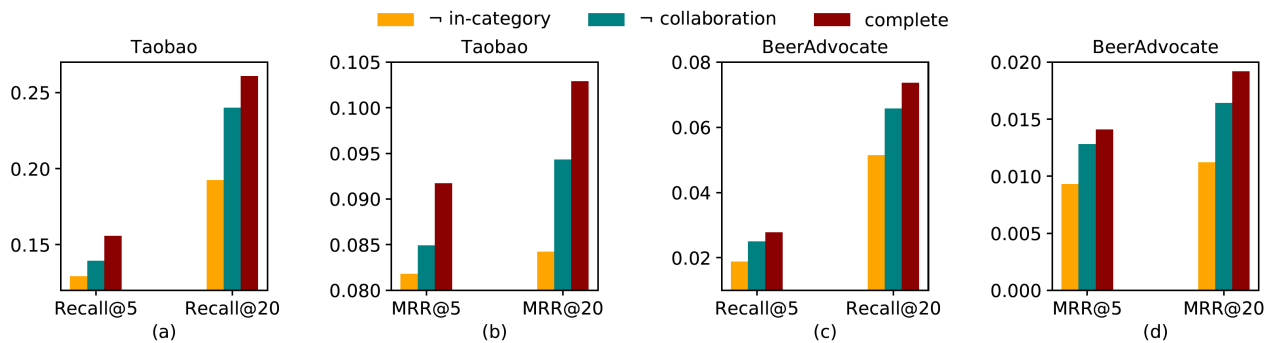 ¬ in-category ¬ collaboration complete
Taobao Taobao BeerAdvocate BeerAdvocate
0.25
0.20
0.15
Recall@5 Recall@20
(a)
0.105
0.100
0.095
0.090
0.085
0.080
MRR@5 MRR@20
(b)
0.08
0.06
0.04
0.02
Recall@5 Recall@20
(c)
0.020
0.015
0.010
0.005
0.000
MRR@5 MRR@20
(d)